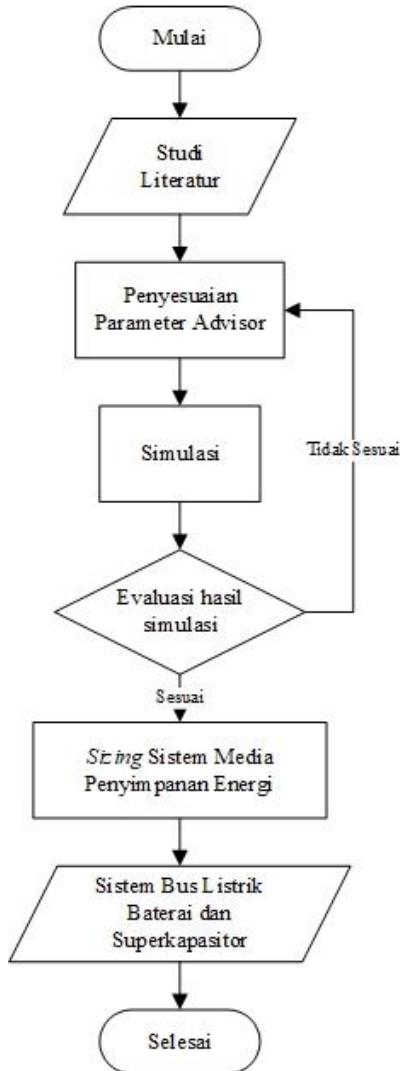 Mulai
Studi
Literatur
Penyesuaian
Parameter Advisor
Simulasi
Tidak Sesuai
Evaluasi hasil
simulasi
Sesuai
Sizing Sistem Media
Penyimpanan Energi
Sistem Bus Listrik
Baterai dan
Superkapasitor
Selesai